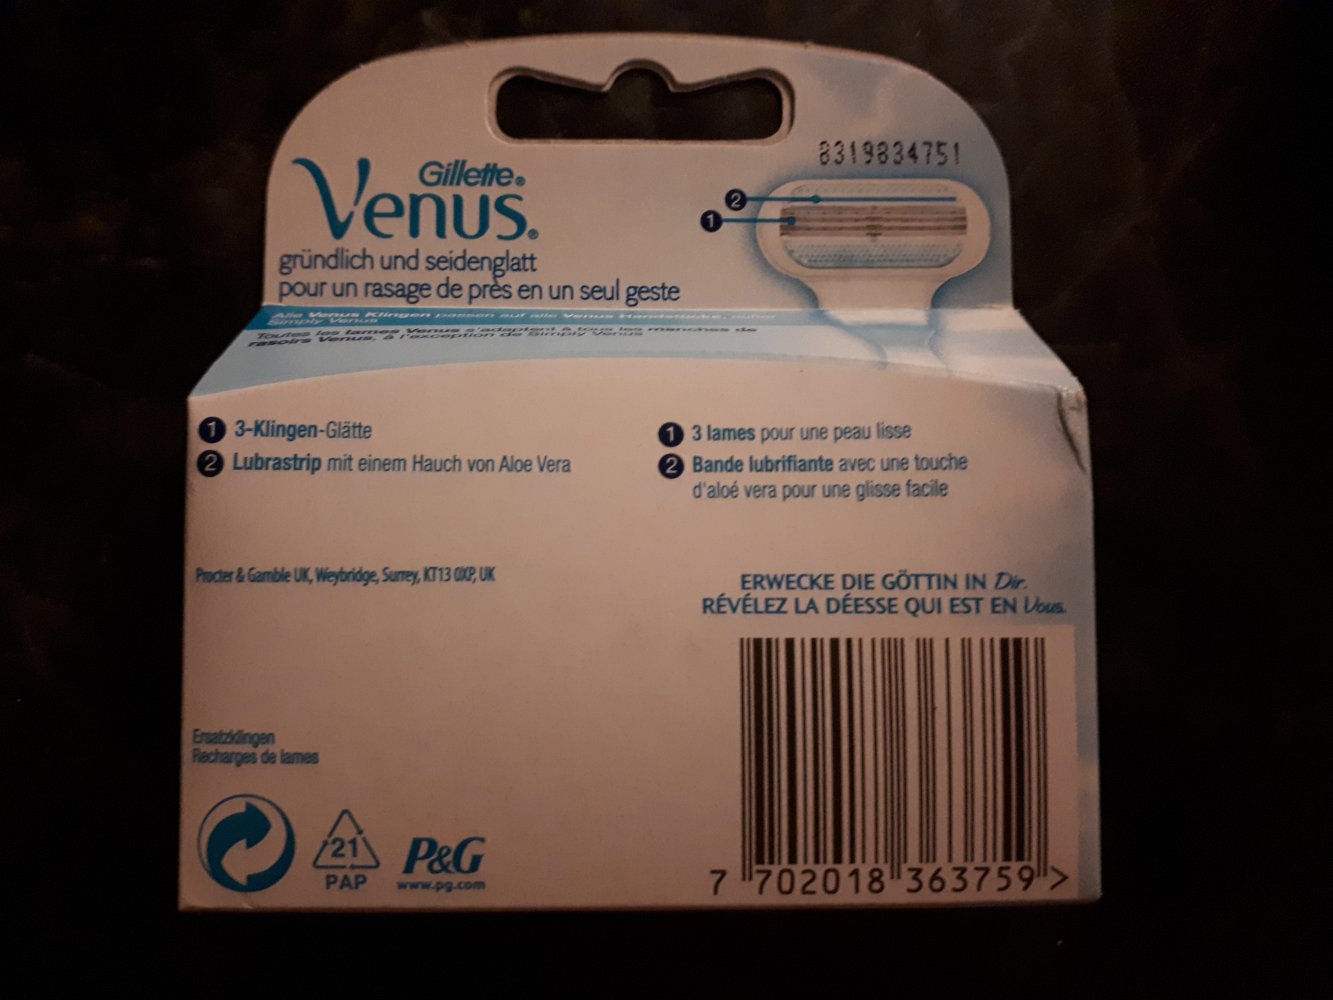 8319834751
Gillette®
Venus®
gründlich und seidenglatt
pour un rasage de près en un seul geste
2
1
Alle Venus Klingen passen auf alle Venus Handstücke, außer
Simply Venus
Toutes les lames Venus s'adaptent à tous les manches de
rasoirs Venus, à l'exception de Simply Venus
1 3-Klingen-Glätte
2 Lubrastrip mit einem Hauch von Aloe Vera
1 3 lames pour une peau lisse
2 Bande lubrifiante avec une touche
d'aloé vera pour une glisse facile
Procter & Gamble UK, Weybridge, Surrey, KT13 0XP, UK
ERWECKE DIE GÖTTIN IN Dir.
RÉVÉLEZ LA DÉESSE QUI EST EN Vous.
Ersatzklingen
Recharges de lames
21
PAP
P&G
www.pg.com
7 702018 363759 >